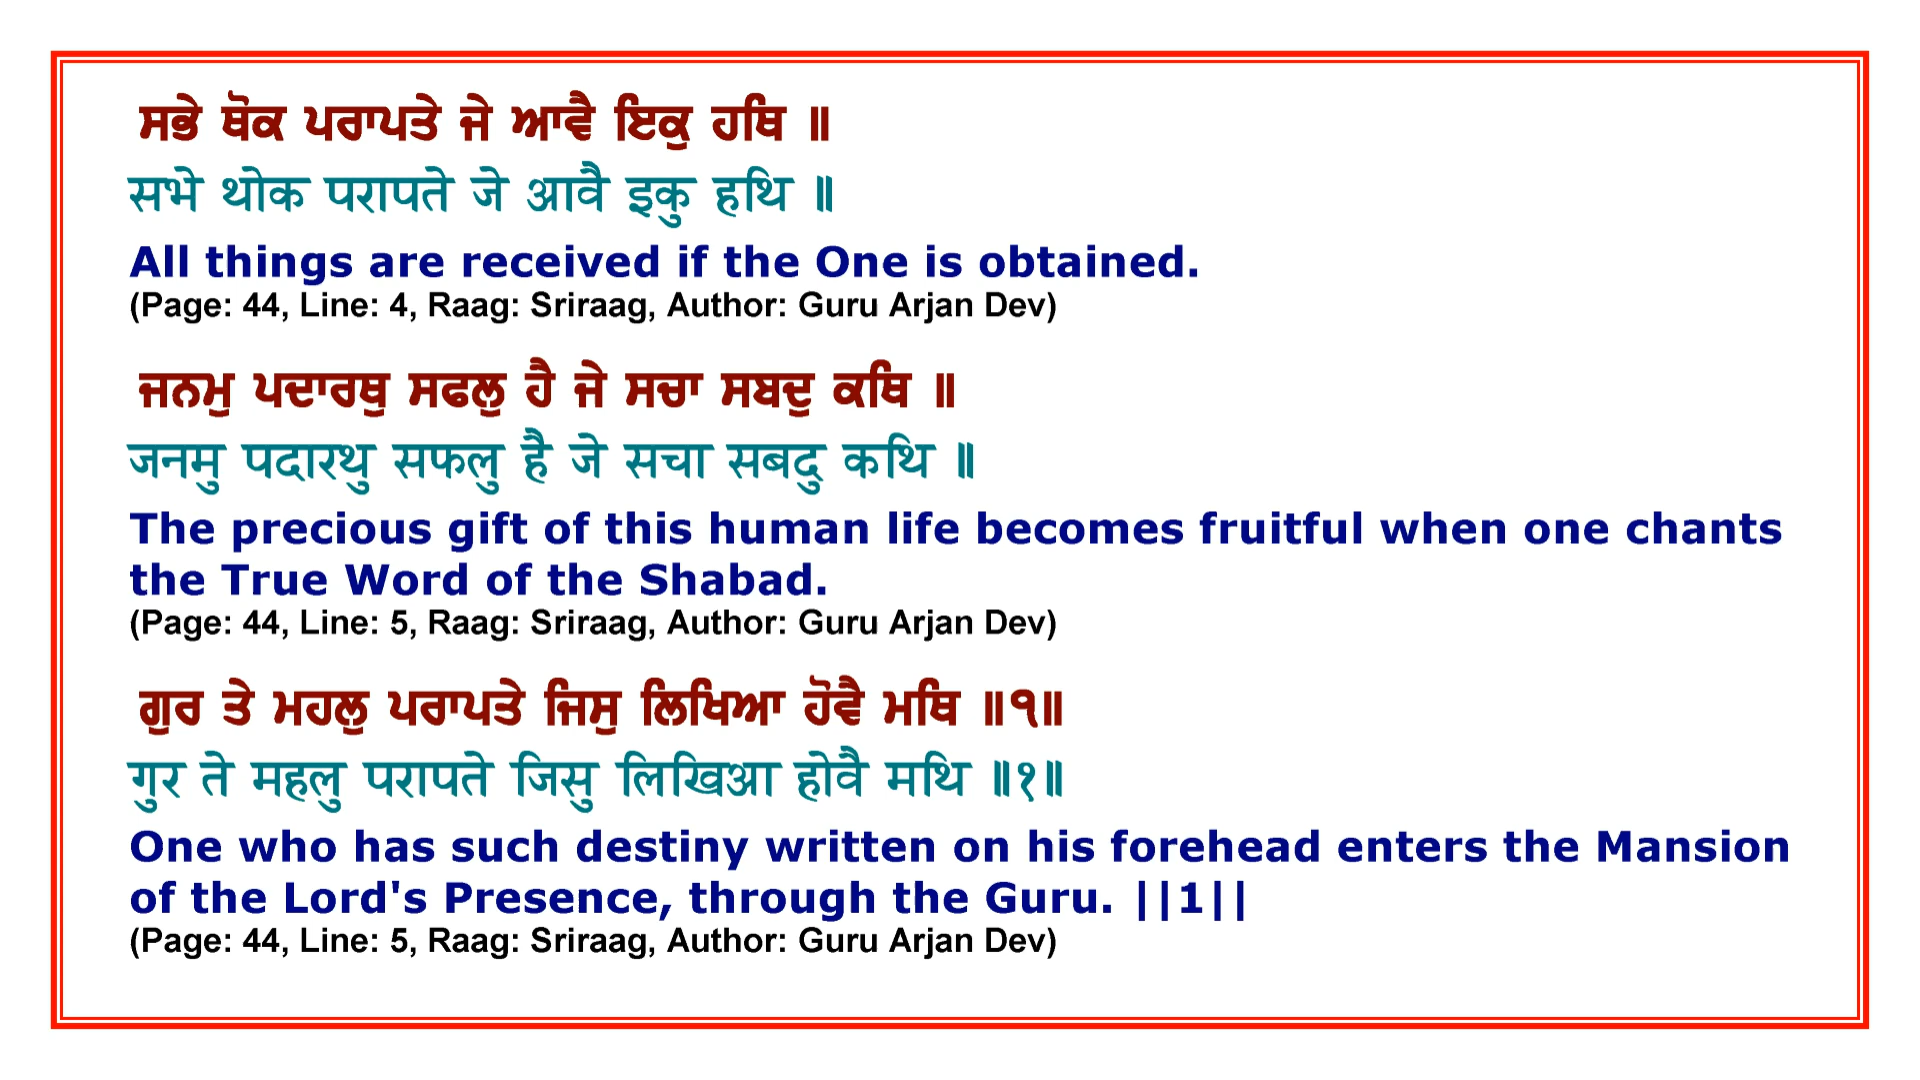 ਸਭੇ ਥੋਕ ਪਰਾਪਤੇ ਜੇ ਆਵੈ ਇਕੁ ਹਥਿ ॥
सभे थोक परापते जे आवै इकु हथि ॥
All things are received if the One is obtained.
(Page: 44, Line: 4, Raag: Sriraag, Author: Guru Arjan Dev)
ਜਨਮੁ ਪਦਾਰਥੁ ਸਫਲੁ ਹੈ ਜੇ ਸਚਾ ਸਬਦੁ ਕਥਿ ॥
जनमु पदारथु सफलु है जे सचा सबदु कथि ॥
The precious gift of this human life becomes fruitful when one chants
the True Word of the Shabad.
(Page: 44, Line: 5, Raag: Sriraag, Author: Guru Arjan Dev)
ਗੁਰ ਤੇ ਮਹਲੁ ਪਰਾਪਤੇ ਜਿਸੁ ਲਿਖਿਆ ਹੋਵੈ ਮਥਿ ॥੧॥
गुर ते महलु परापते जिसु लिखिआ होवै मथि ॥१॥
One who has such destiny written on his forehead enters the Mansion
of the Lord's Presence, through the Guru. ||1||
(Page: 44, Line: 5, Raag: Sriraag, Author: Guru Arjan Dev)